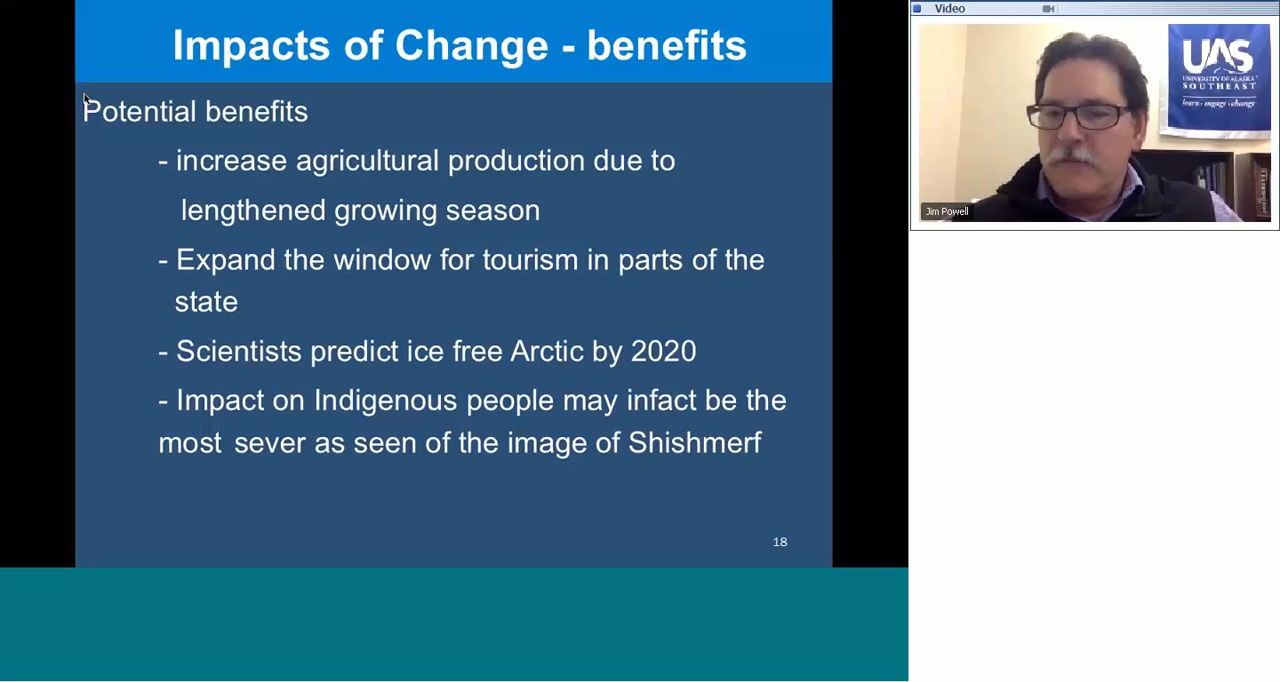 Impacts of Change - benefits
Potential benefits
- increase agricultural production due to
lengthened growing season
- Expand the window for tourism in parts of the
state
- Scientists predict ice free Arctic by 2020
- Impact on Indigenous people may infact be the
most sever as seen of the image of Shishmerf
18
Video
UAS
UNIVERSITY OF ALASKA
SOUTHEAST
learn · engage · change
Jim Powell